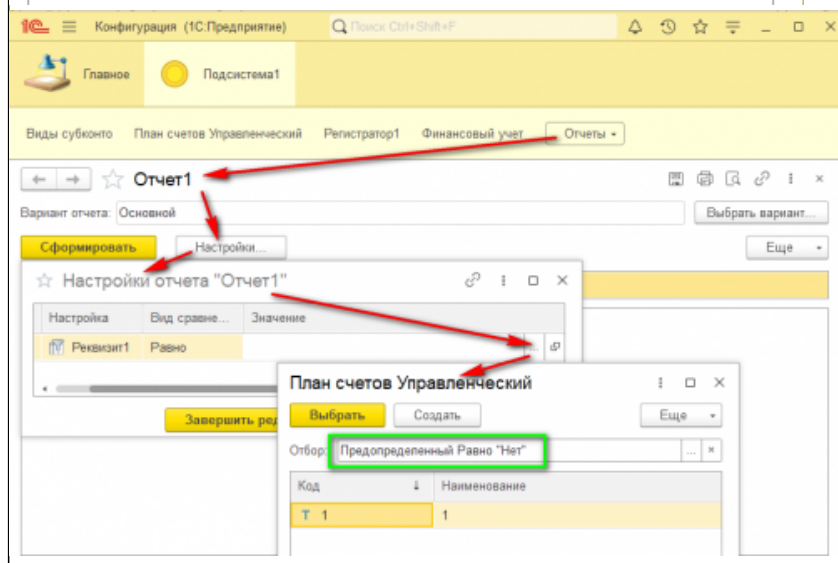 1С Конфигурация (1С:Предприятие) Поиск Ctrl+Shift+F
Главное Подсистема1
Виды субконто План счетов Управленческий Регистратор1 Финансовый учет Отчеты
Отчет1
Вариант отчета: Основной Выбрать вариант...
Сформировать Настройки... Еще
Настройки отчета "Отчет1"
Настройка Вид сравне... Значение
Реквизит1 Равно ...
План счетов Управленческий
Завершить ред
Выбрать Создать Еще
Отбор: Предопределенный Равно "Нет" ...
Код Наименование
Т 1 1